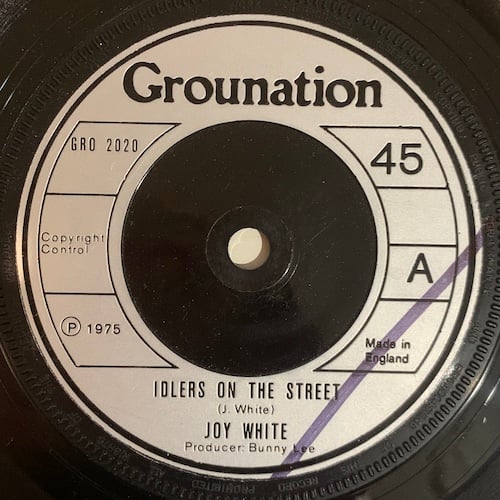 Grounation
GRO 2020
45
Copyright
Control
A
℗ 1975
Made in
England
IDLERS ON THE STREET
(J. White)
JOY WHITE
Producer: Bunny Lee